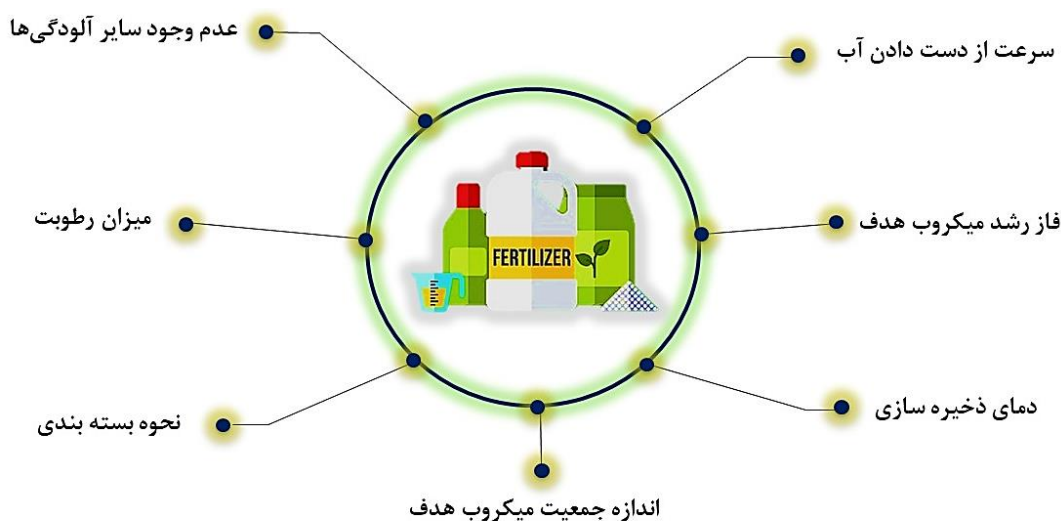 عدم وجود سایر آلودگی‌ها
سرعت از دست دادن آب
میزان رطوبت
فاز رشد میکروب هدف
FERTILIZER
نحوه بسته بندی
دمای ذخیره سازی
اندازه جمعیت میکروب هدف